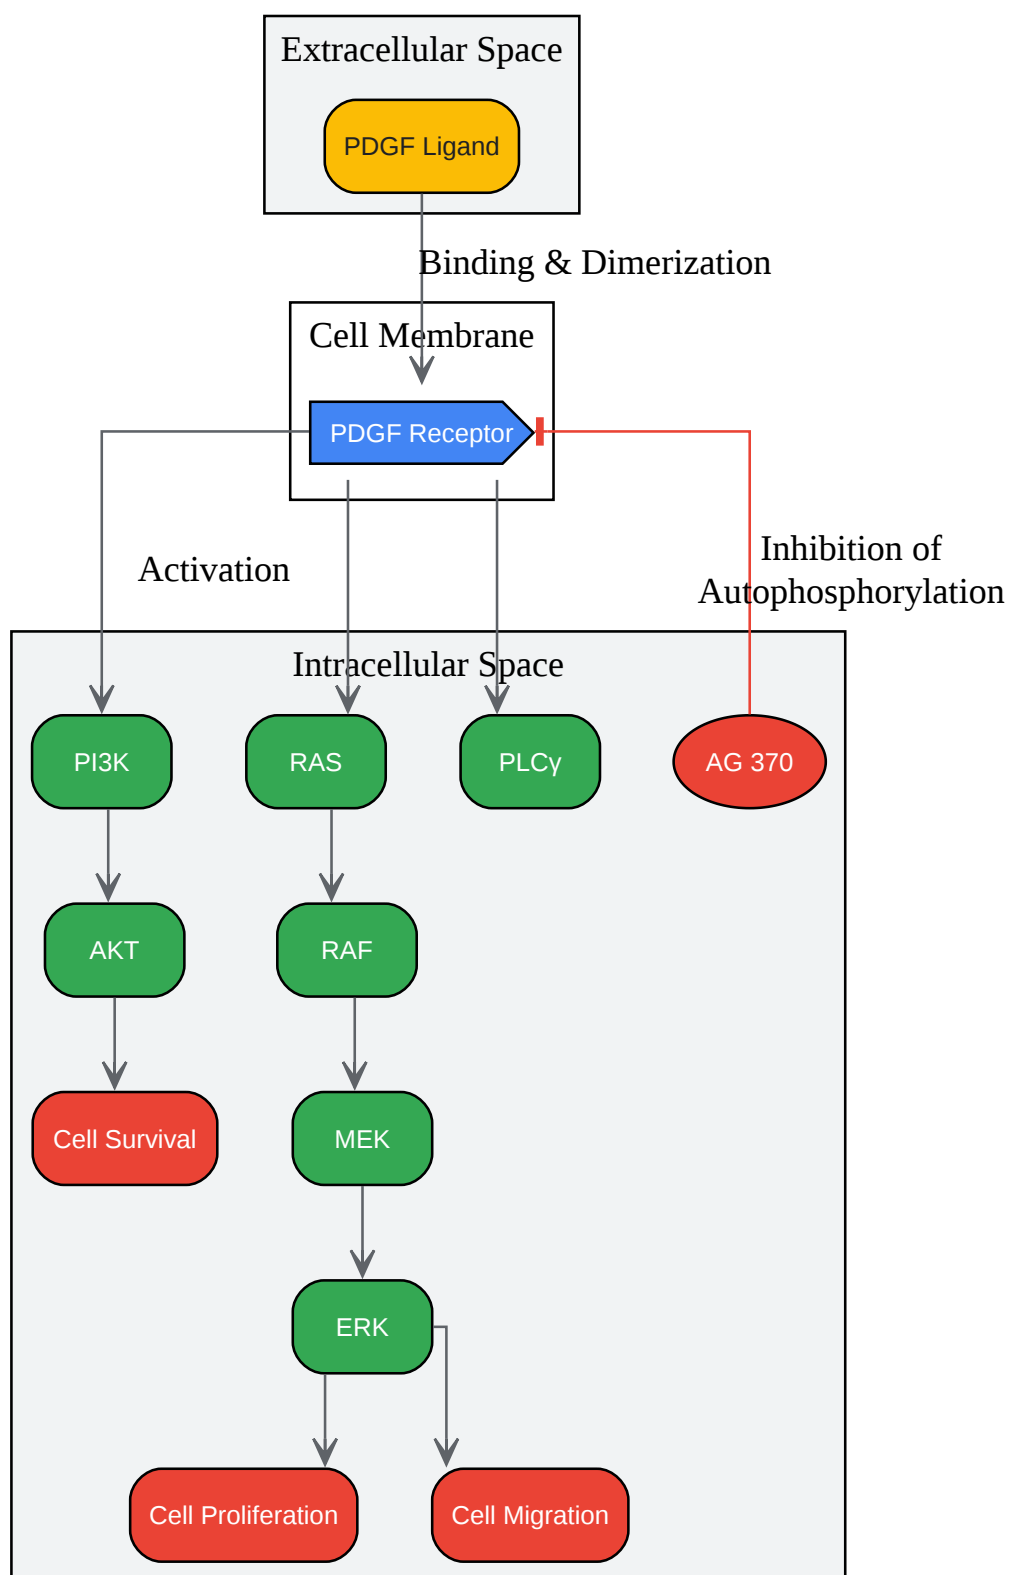 Extracellular Space
PDGF Ligand
Binding & Dimerization
Cell Membrane
PDGF Receptor
Activation
Inhibition of
Autophosphorylation
Intracellular Space
PI3K
RAS
PLCγ
AG 370
AKT
RAF
Cell Survival
MEK
ERK
Cell Proliferation
Cell Migration